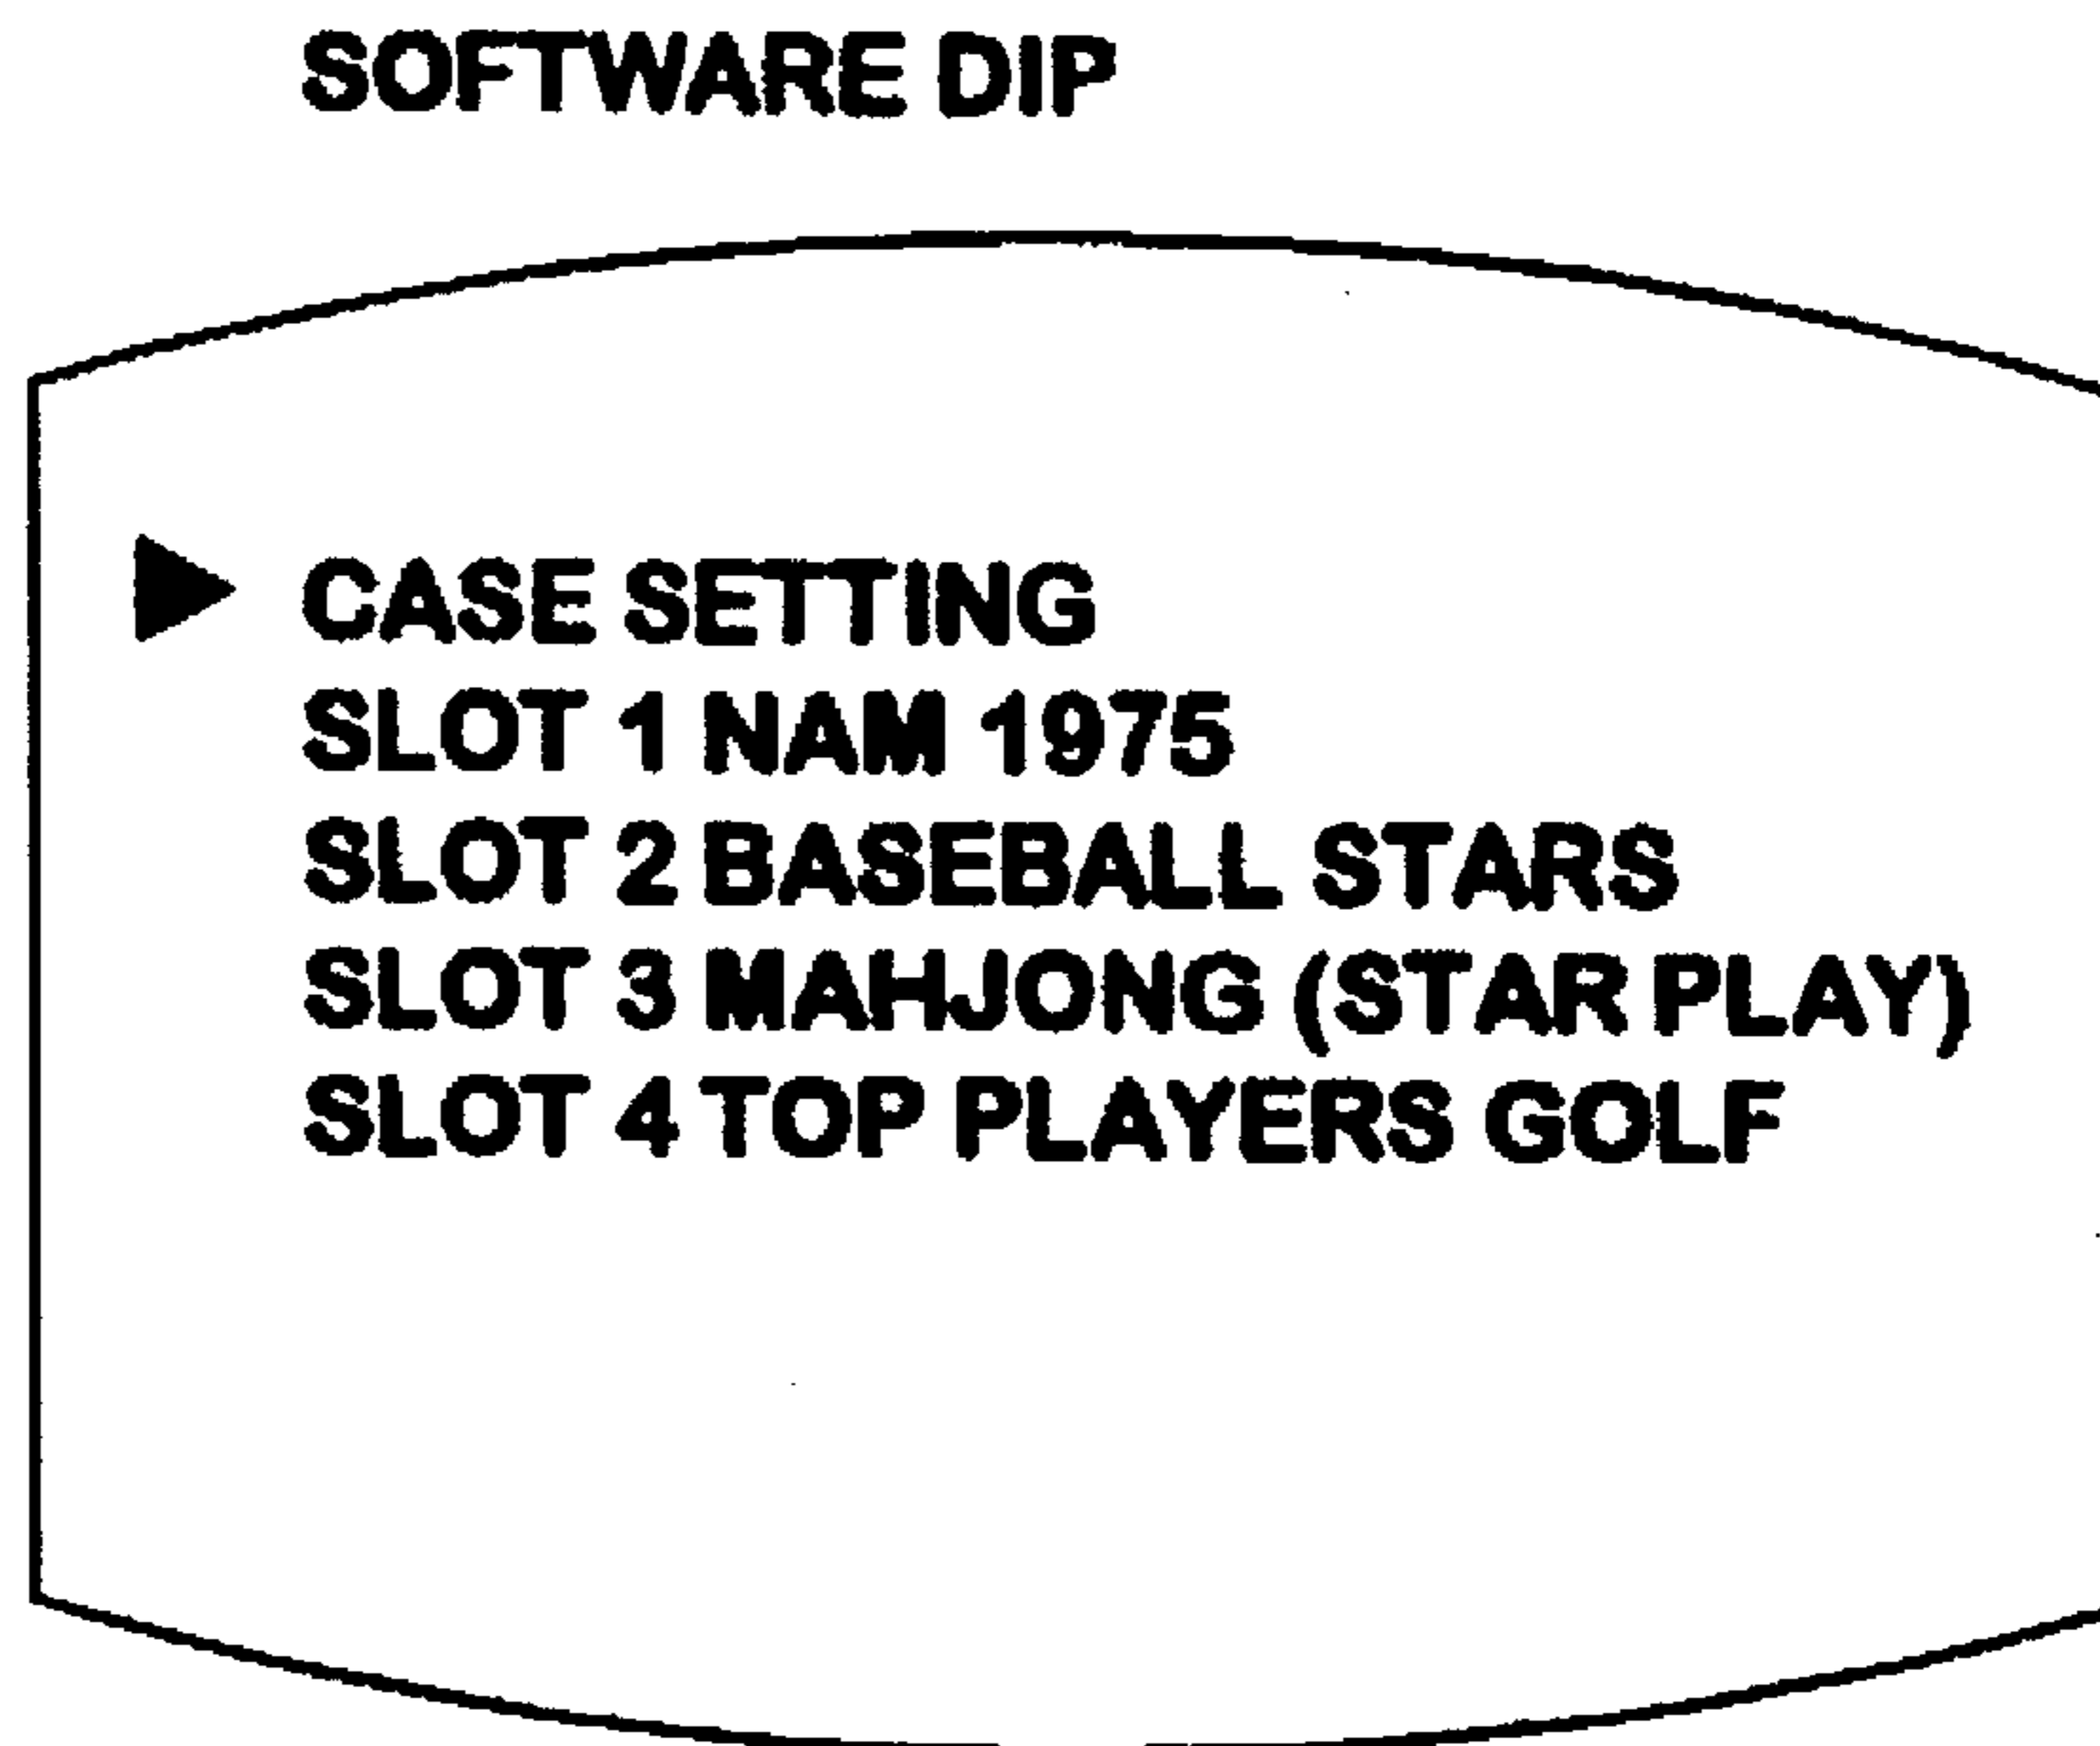 SOFTWARE DIP
CASE SETTING
SLOT 1 NAM 1975
SLOT 2 BASEBALL STARS
SLOT 3 MAHJONG (STAR PLAY)
SLOT 4 TOP PLAYERS GOLF